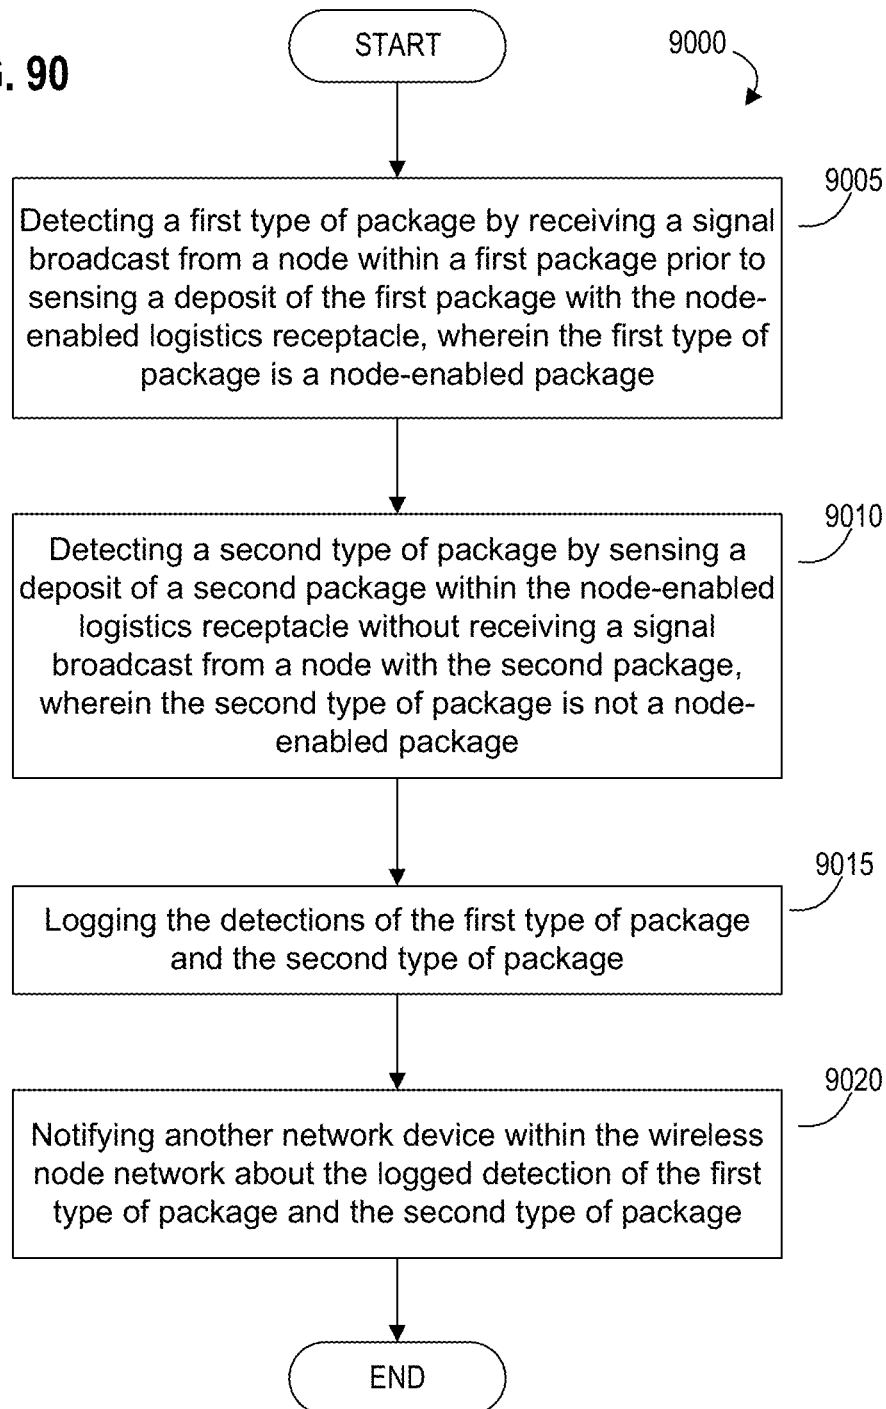 START
9000
. 90
9005
Detecting a first type of package by receiving a signal
broadcast from a node within a first package prior to
sensing a deposit of the first package with the node-
enabled logistics receptacle, wherein the first type of
package is a node-enabled package
9010
Detecting a second type of package by sensing a
deposit of a second package within the node-enabled
logistics receptacle without receiving a signal
broadcast from a node with the second package,
wherein the second type of package is not a node-
enabled package
9015
Logging the detections of the first type of package
and the second type of package
9020
Notifying another network device within the wireless
node network about the logged detection of the first
type of package and the second type of package
END